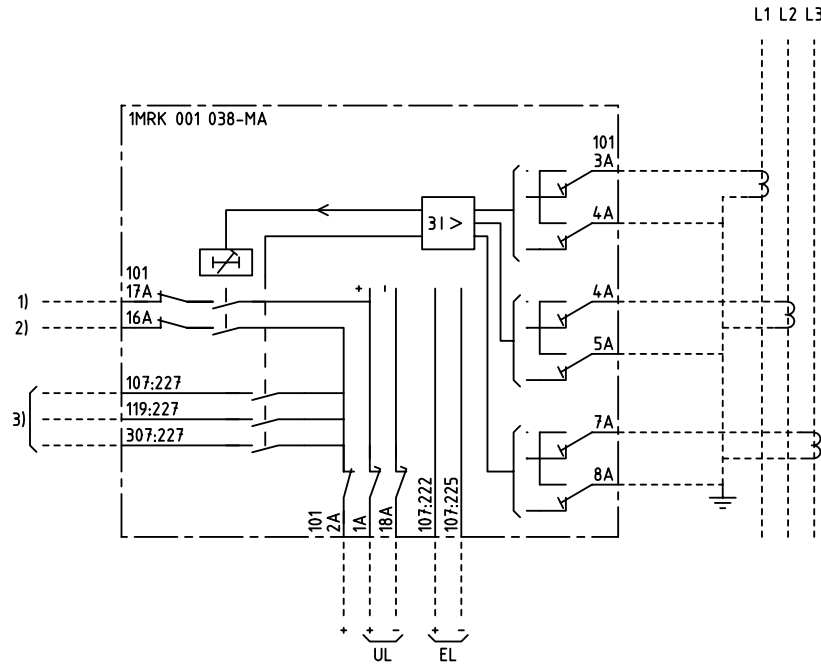 L1 L2 L3
1MRK 001 038-MA
101
3A
4A
3I >
101
17A
1)
16A
2)
+ -
4A
5A
107:227
119:227
3)
307:227
7A
8A
101
2A
1A
18A
107:222
107:225
+ + - + -
UL EL